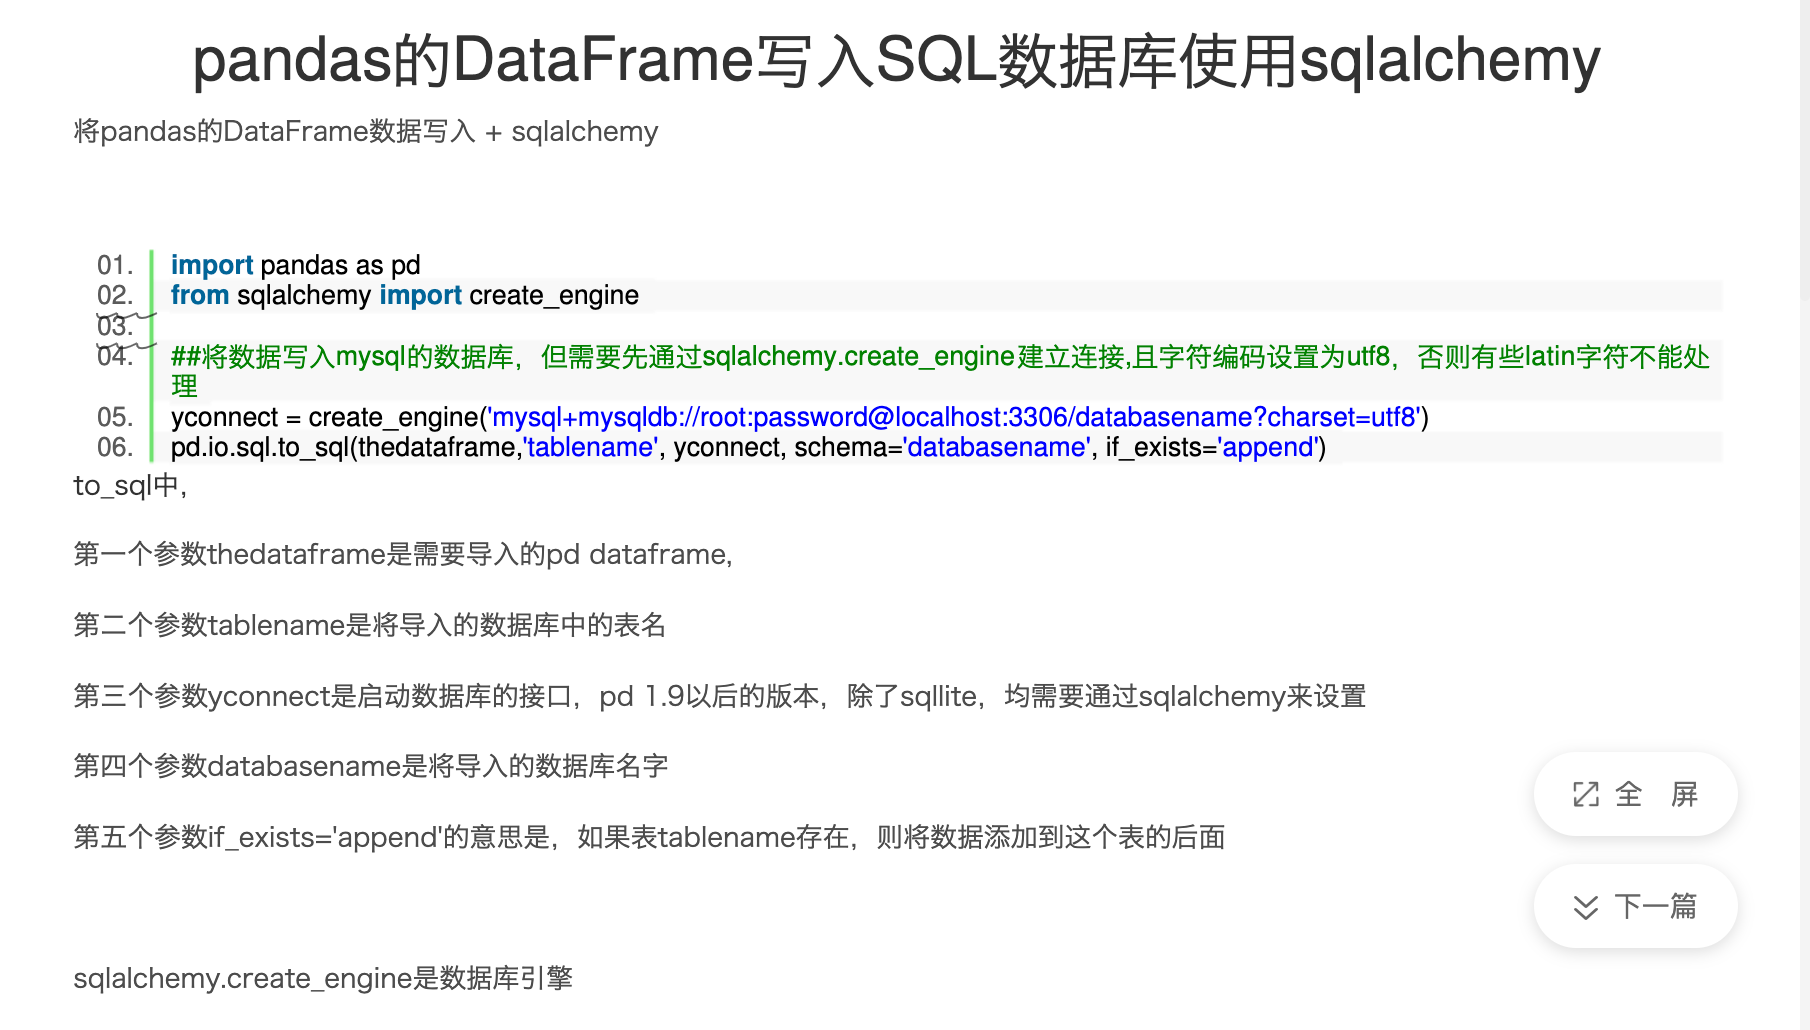 pandas的DataFrame写入SQL数据库使用sqlalchemy
将pandas的DataFrame数据写入 + sqlalchemy
01. import pandas as pd
02. from sqlalchemy import create_engine
03.
04. ##将数据写入mysql的数据库，但需要先通过sqlalchemy.create_engine建立连接,且字符编码设置为utf8，否则有些latin字符不能处
理
05. yconnect = create_engine('mysql+mysqldb://root:password@localhost:3306/databasename?charset=utf8')
06. pd.io.sql.to_sql(thedataframe,'tablename', yconnect, schema='databasename', if_exists='append')
to_sql中，
第一个参数thedataframe是需要导入的pd dataframe,
第二个参数tablename是将导入的数据库中的表名
第三个参数yconnect是启动数据库的接口，pd 1.9以后的版本，除了sqllite，均需要通过sqlalchemy来设置
第四个参数databasename是将导入的数据库名字
第五个参数if_exists='append'的意思是，如果表tablename存在，则将数据添加到这个表的后面
全 屏
下一篇
sqlalchemy.create_engine是数据库引擎